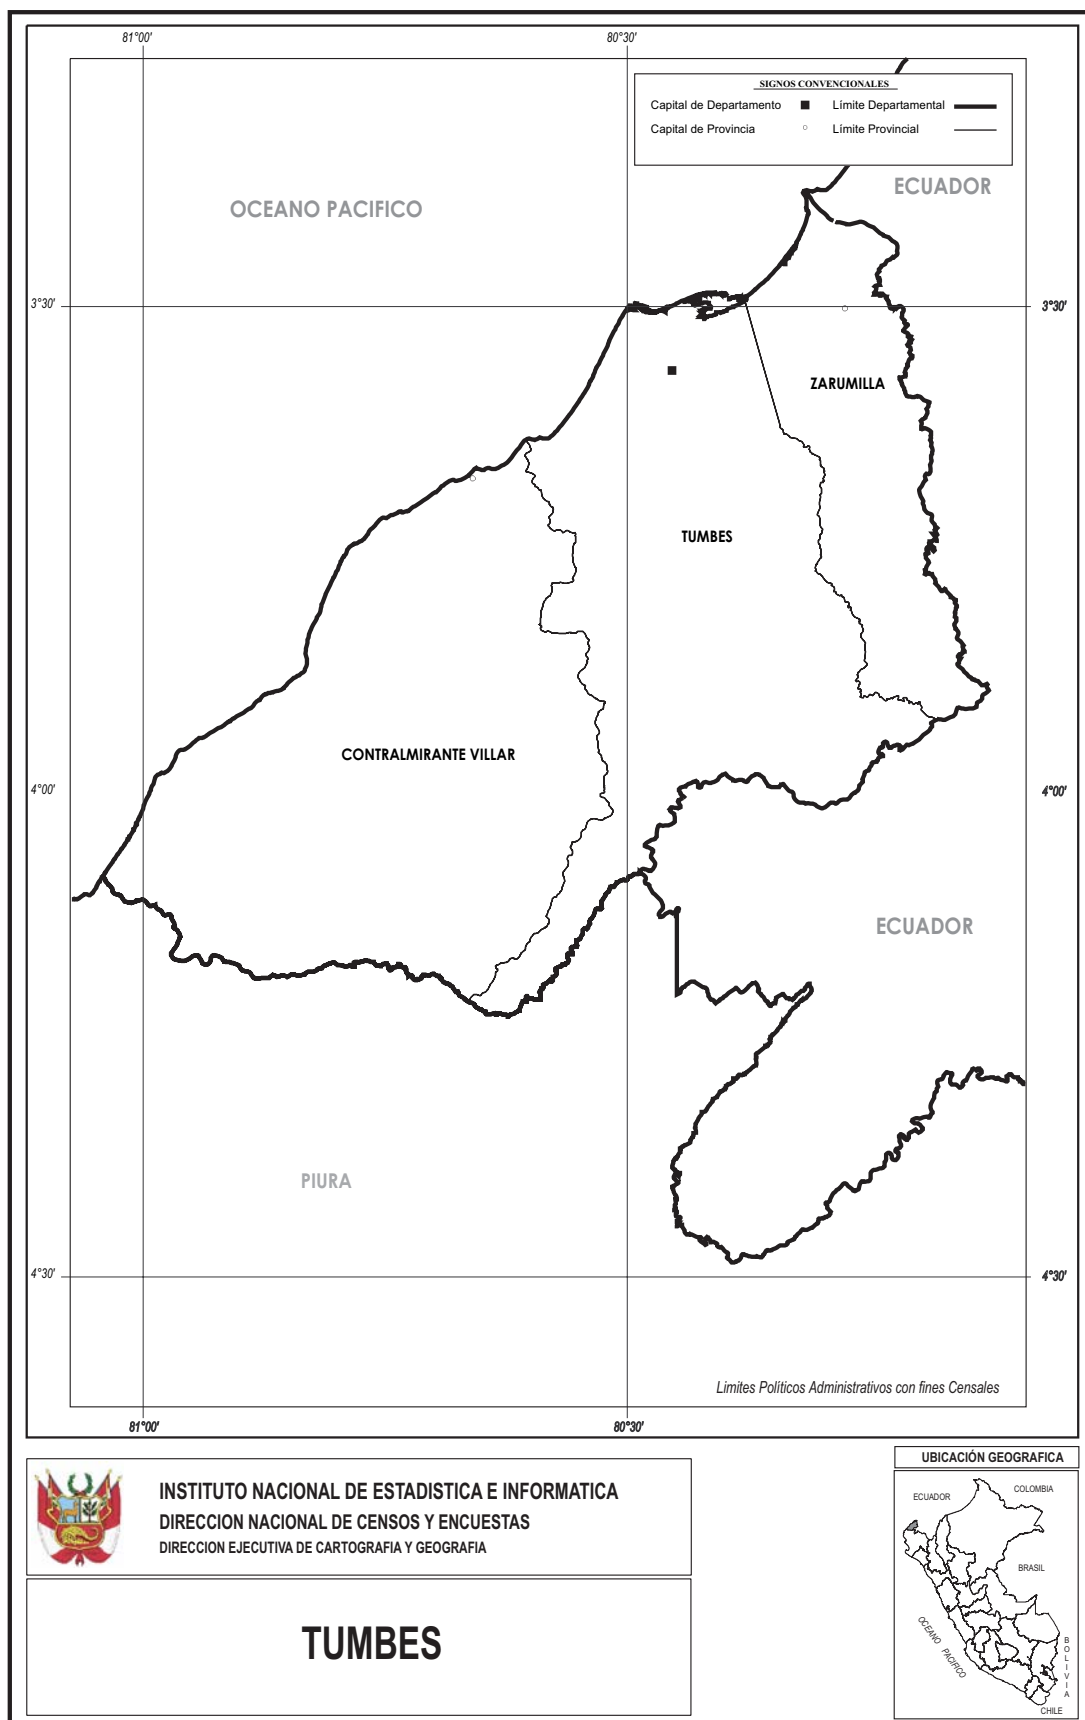 81°00'
80°30'
SIGNOS CONVENCIONALES
Capital de Departamento
Límite Departamental
Capital de Provincia
Límite Provincial
ECUADOR
OCEANO PACIFICO
3°30'
3°30'
ZARUMILLA
TUMBES
CONTRALMIRANTE VILLAR
4°00'
4°00'
ECUADOR
PIURA
4°30'
4°30'
Limites Políticos Administrativos con fines Censales
81°00'
80°30'
INSTITUTO NACIONAL DE ESTADISTICA E INFORMATICA
DIRECCION NACIONAL DE CENSOS Y ENCUESTAS
DIRECCION EJECUTIVA DE CARTOGRAFIA Y GEOGRAFIA
TUMBES
UBICACIÓN GEOGRAFICA
ECUADOR
COLOMBIA
BRASIL
OCEANO PACIFICO
BOLIVIA
CHILE